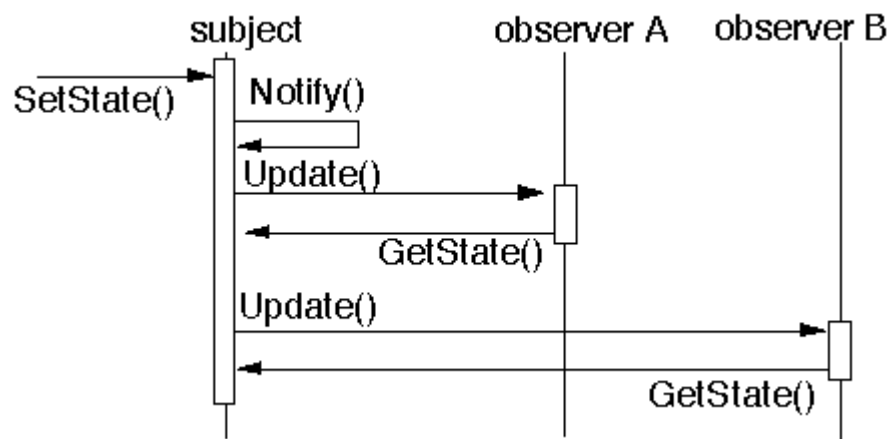 subject
observer A
observer B
SetState()
Notify()
Update()
GetState()
Update()
GetState()